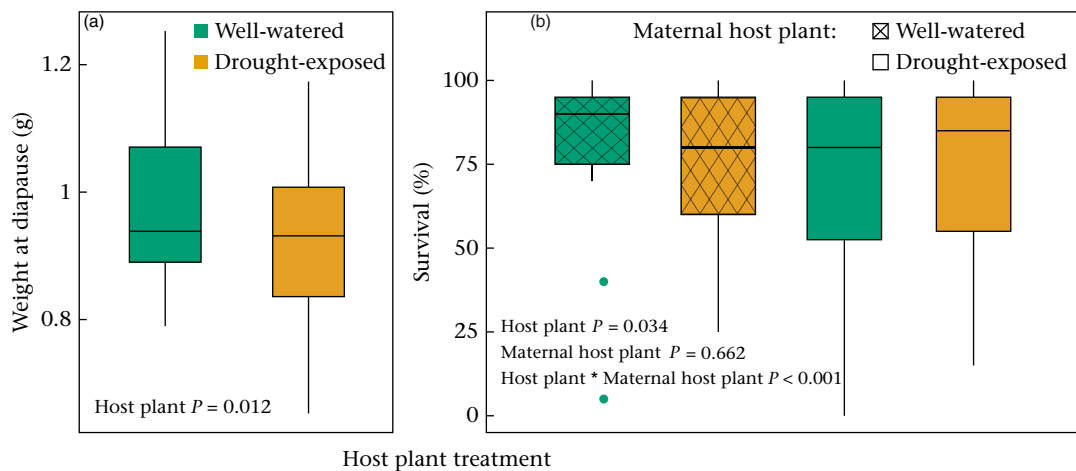 (a)
Well-watered
Drought-exposed
1.2
1
0.8
Weight at diapause (g)
Host plant P = 0.012
(b)
Maternal host plant:
Well-watered
Drought-exposed
100
75
50
25
0
Survival (%)
Host plant P = 0.034
Maternal host plant P = 0.662
Host plant * Maternal host plant P < 0.001
Host plant treatment